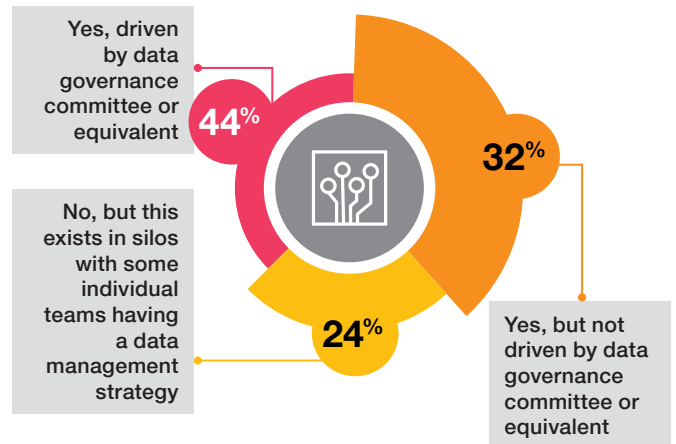 Yes, driven
by data
governance
committee or
equivalent
44%
32%
No, but this
exists in silos
with some
individual
teams having
a data
management
strategy
24%
Yes, but not
driven by data
governance
committee or
equivalent